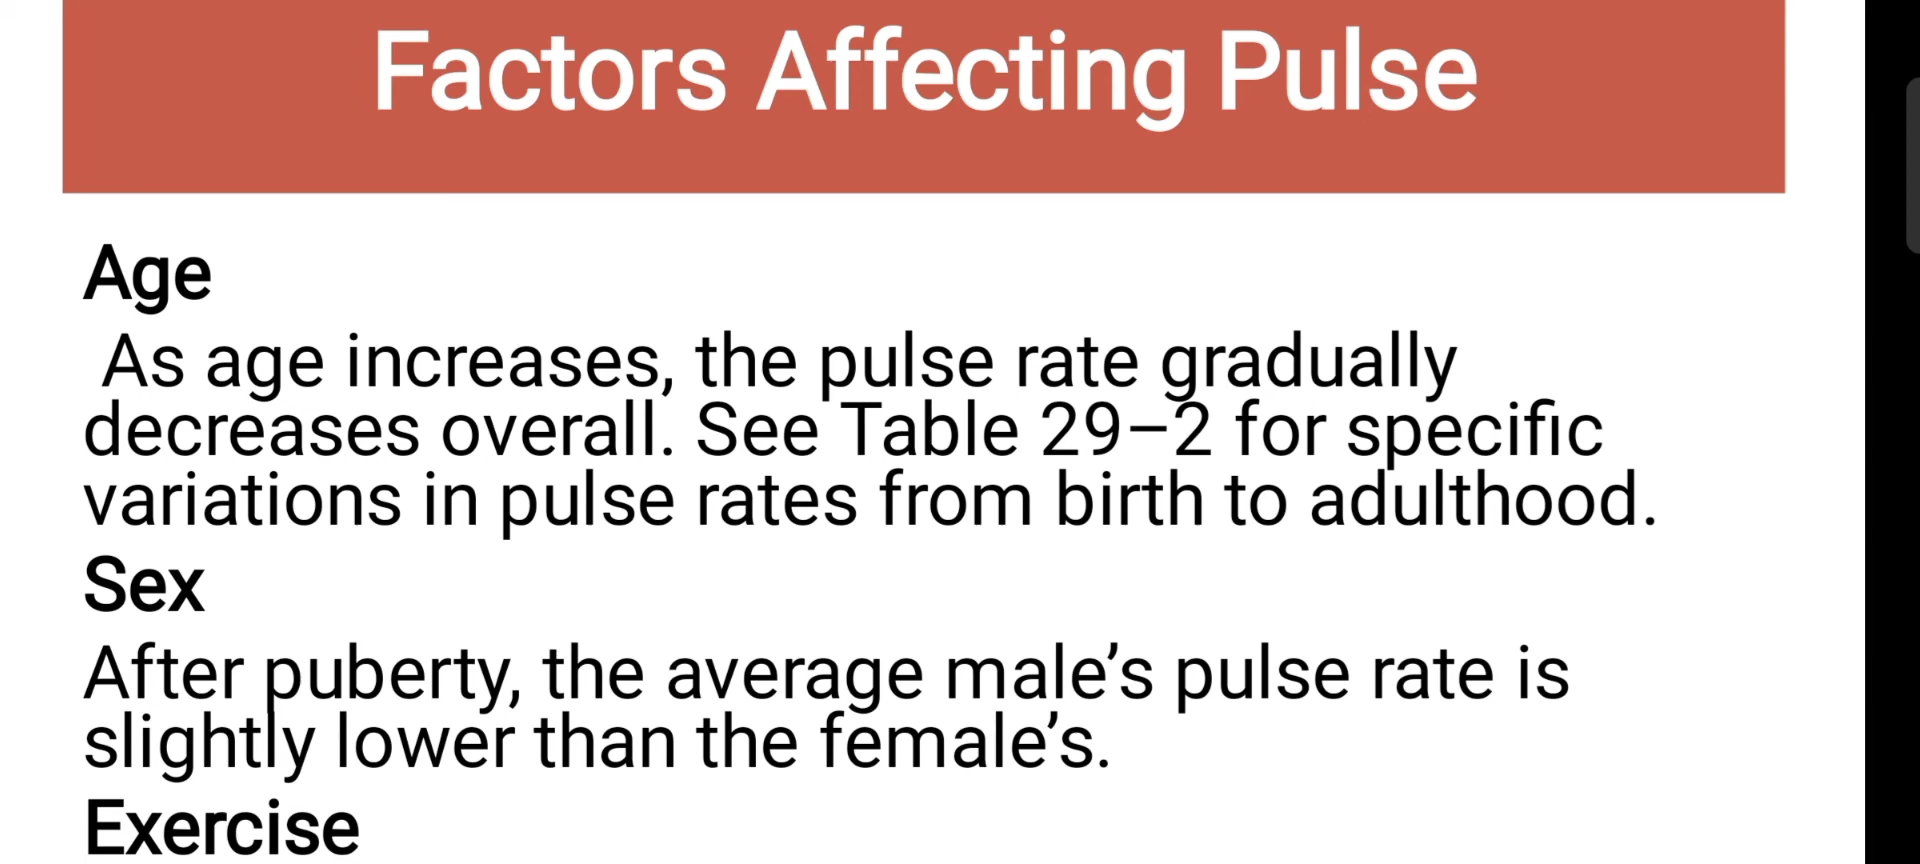 Factors Affecting Pulse
Age
As age increases, the pulse rate gradually
decreases overall. See Table 29–2 for specific
variations in pulse rates from birth to adulthood.
Sex
After puberty, the average male’s pulse rate is
slightly lower than the female’s.
Exercise